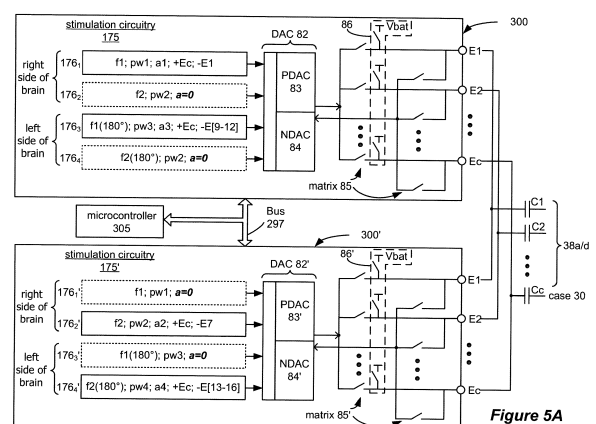 stimulation circuitry
175
DAC 82
86
Vbat
300
right side of brain
176₁
f1; pw1; a1; +Ec; -E1
176₂
f2; pw2; a=0
left side of brain
176₃
f1(180°); pw3; a3; +Ec; -E[9-12]
176₄
f2(180°); pw2; a=0
PDAC
83
NDAC
84
E1
E2
Ec
matrix 85
microcontroller
305
Bus
297
C1
C2
38a/d
Cc
case 30
300'
stimulation circuitry
175'
DAC 82'
86'
Vbat
right side of brain
176₁'
f1; pw1; a=0
176₂'
f2; pw2; a2; +Ec; -E7
left side of brain
176₃'
f1(180°); pw3; a=0
176₄'
f2(180°); pw4; a4; +Ec; -E[13-16]
PDAC
83'
NDAC
84'
E1
E2
Ec
matrix 85'
Figure 5A